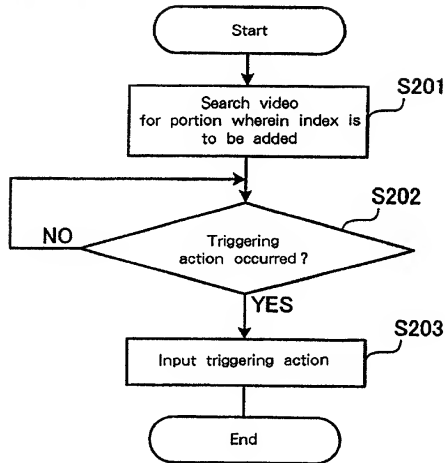 Start
S201
Search video
for portion wherein index is
to be added
S202
NO
Triggering
action occurred?
YES
S203
Input triggering action
End